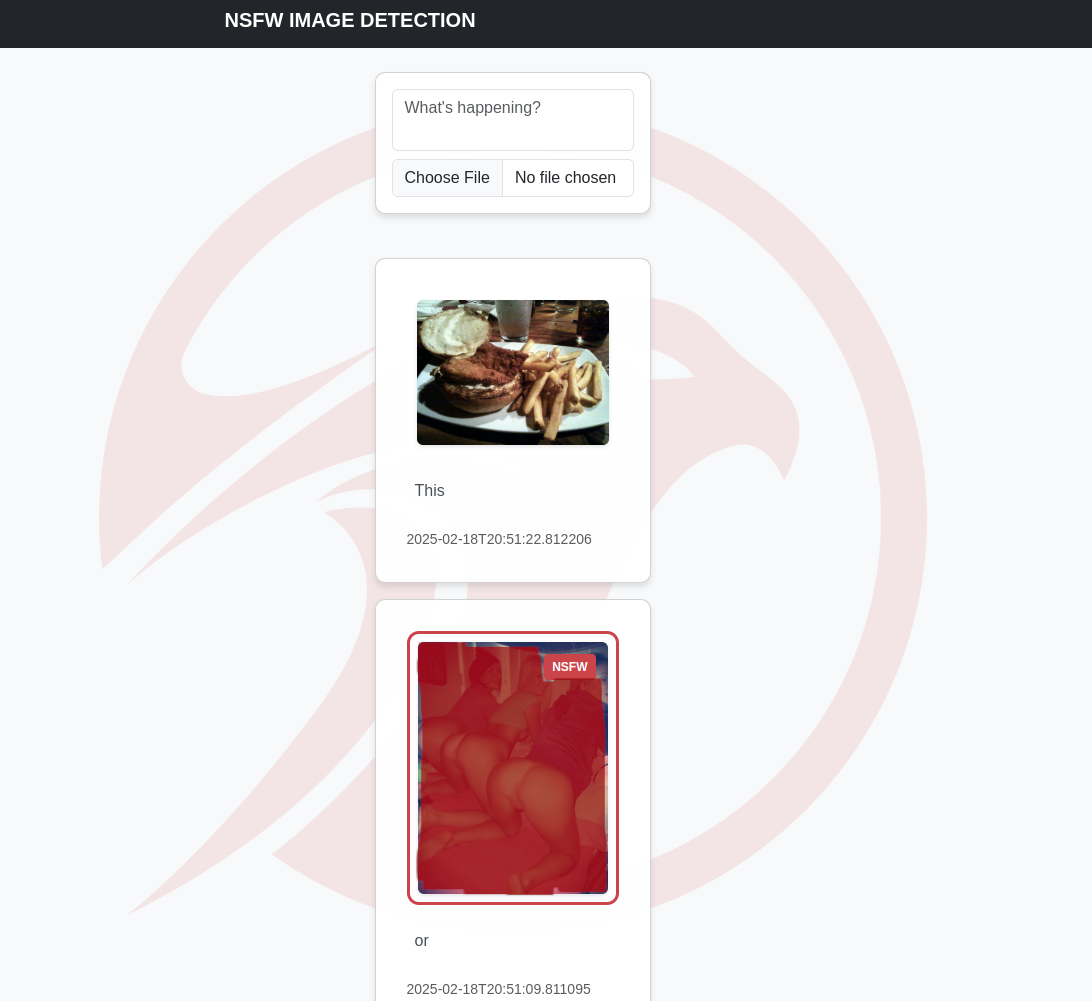 NSFW IMAGE DETECTION
What's happening?
Choose File No file chosen
This
2025-02-18T20:51:22.812206
NSFW
or
2025-02-18T20:51:09.811095